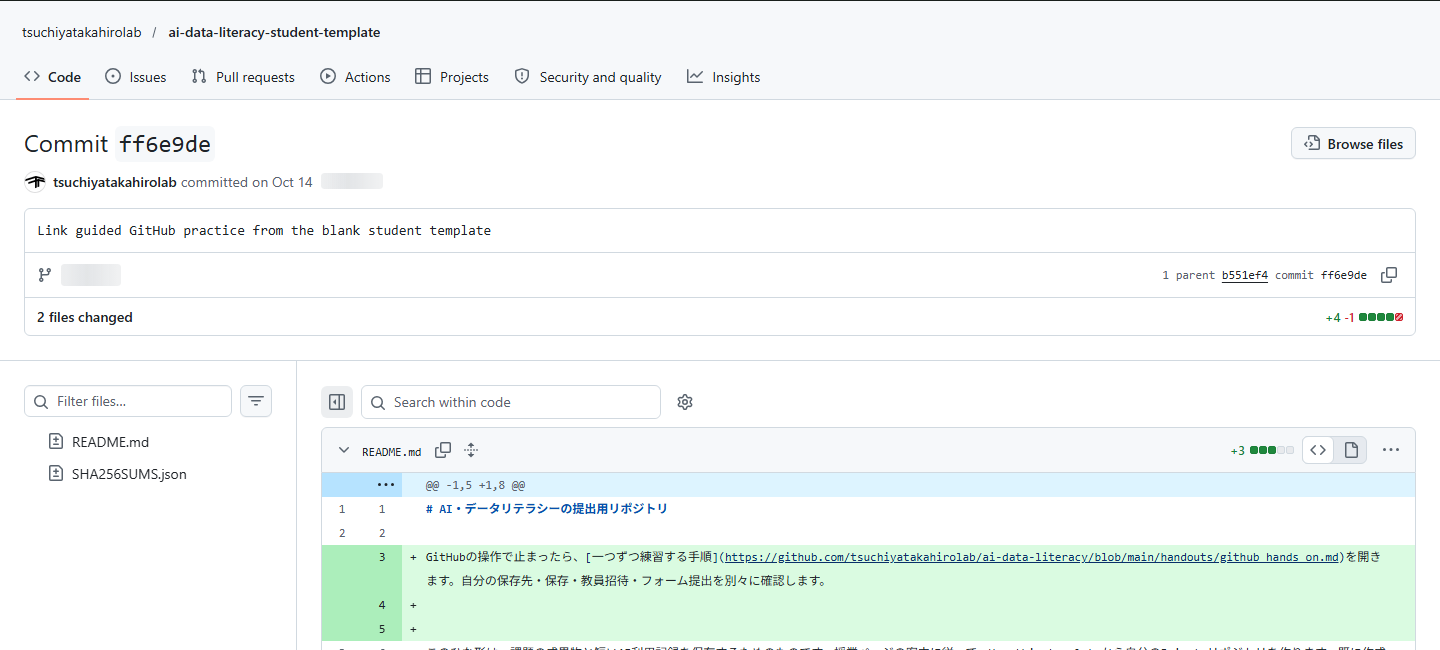 tsuchiyatakahirolab / ai-data-literacy-student-template
Code Issues Pull requests Actions Projects Security and quality Insights
Commit ff6e9de
Browse files
tsuchiyatakahirolab committed on Oct 14
Link guided GitHub practice from the blank student template
1 parent b551ef4 commit ff6e9de
2 files changed
+4 -1
Filter files...
README.md
SHA256SUMS.json
Search within code
README.md
+3
@@ -1,5 +1,8 @@
1 1 # AI・データリテラシーの提出用リポジトリ
2 2
3 + GitHubの操作で止まったら、[一つずつ練習する手順](https://github.com/tsuchiyatakahirolab/ai-data-literacy/blob/main/handouts/github_hands_on.md)を開き
ます。自分の保存先・保存・教員招待・フォーム提出を別々に確認します。
4 +
5 +